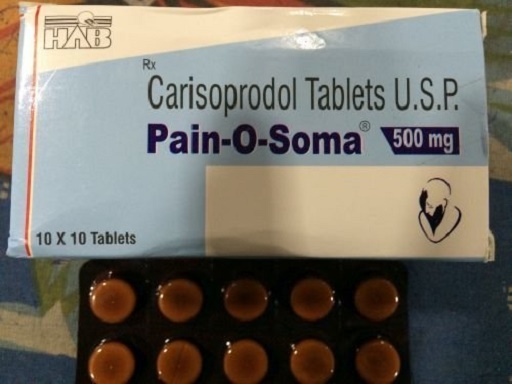 HAB
Rx
Carisoprodol Tablets U.S.P.
Pain-O-Soma® 500 mg
10 X 10 Tablets